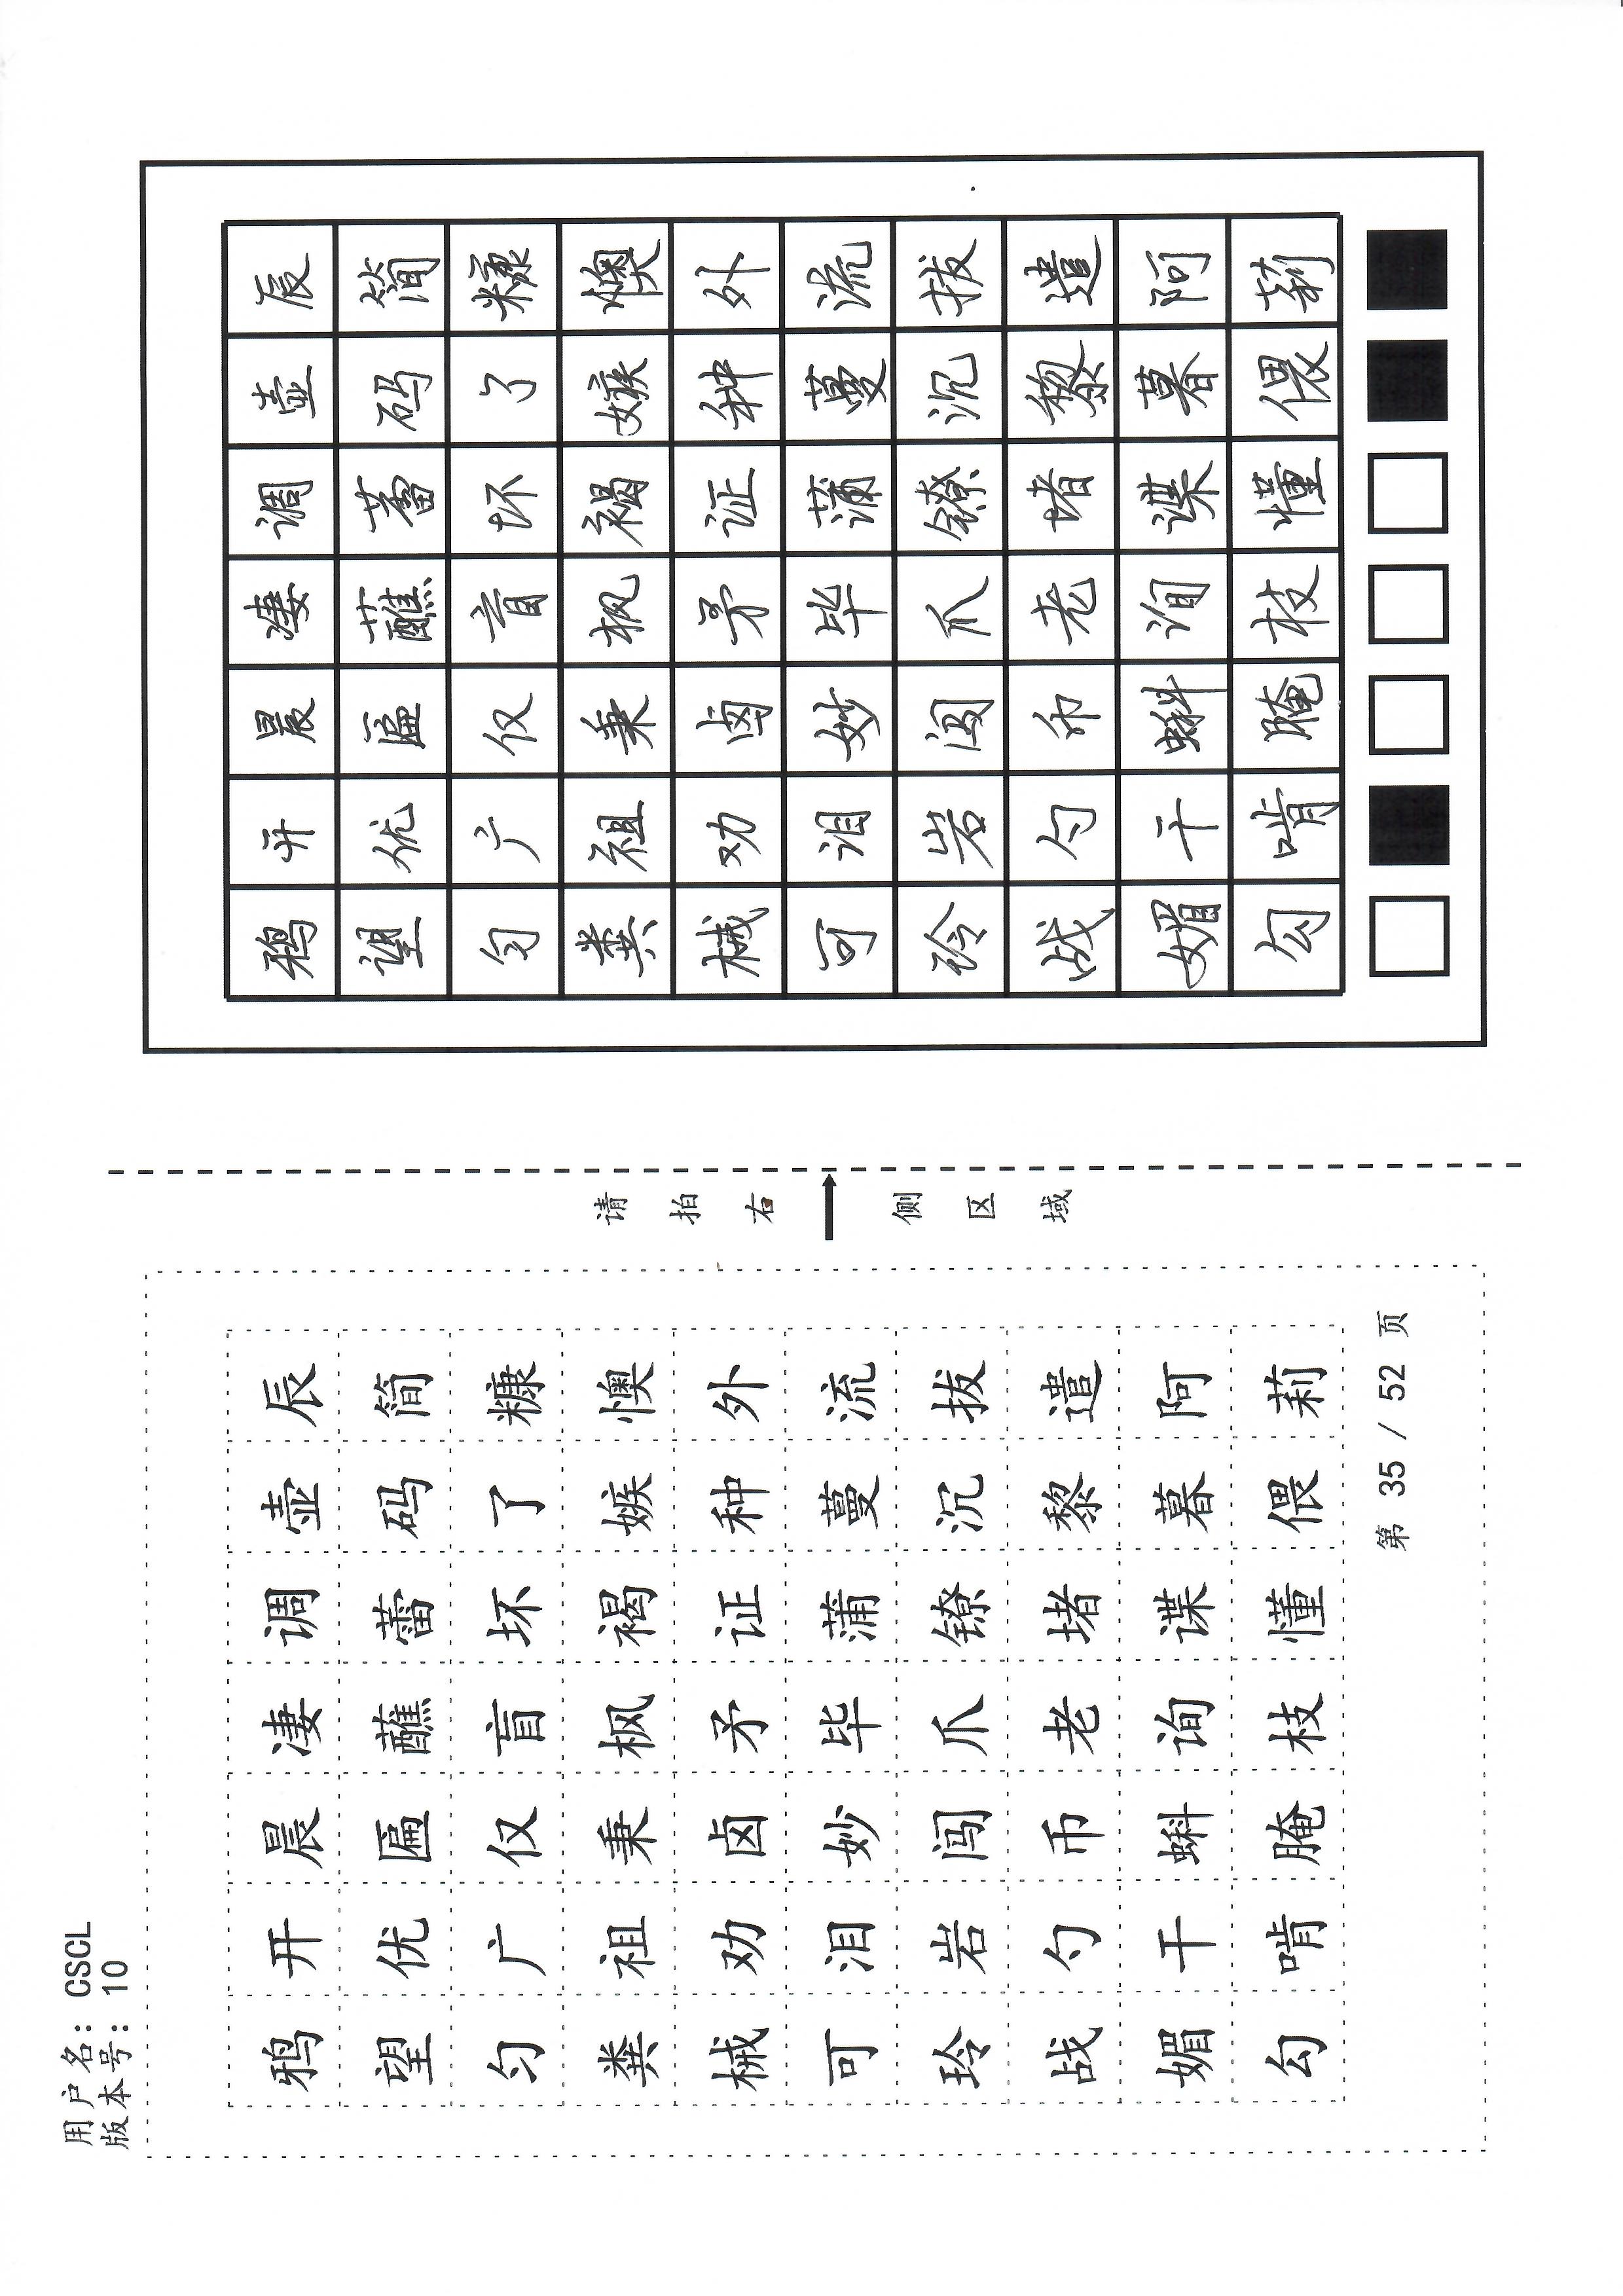 用户名: CSCL
版本号: 10
鸦 开 晨 凄 调 壶 辰
望 优 匾 蘸 蕾 码 简
匀 广 仅 盲 坏 了 糠
粪 祖 秉 枫 褐 嫉 懊
械 劝 卤 矛 证 种 外
可 泪 妙 毕 蒲 蔓 流
玲 岩 闯 爪 镣 沉 拔
战 勺 币 老 堵 黎 遣
媚 干 蝌 询 谍 暮 阿
勾 啃 腌 枝 懂 偎 莉
第 35 / 52 页
请拍右
侧区域
鸦 开 晨 凄 调 壶 辰
望 优 匾 蘸 蕾 码 简
匀 广 仅 盲 坏 了 糠
粪 祖 秉 枫 褐 嫉 懊
械 劝 卤 矛 证 种 外
可 泪 妙 毕 蒲 蔓 流
玲 岩 闯 爪 镣 沉 拔
战 勺 币 老 堵 黎 遣
媚 干 蝌 询 谍 暮 阿
勾 啃 腌 枝 懂 偎 莉